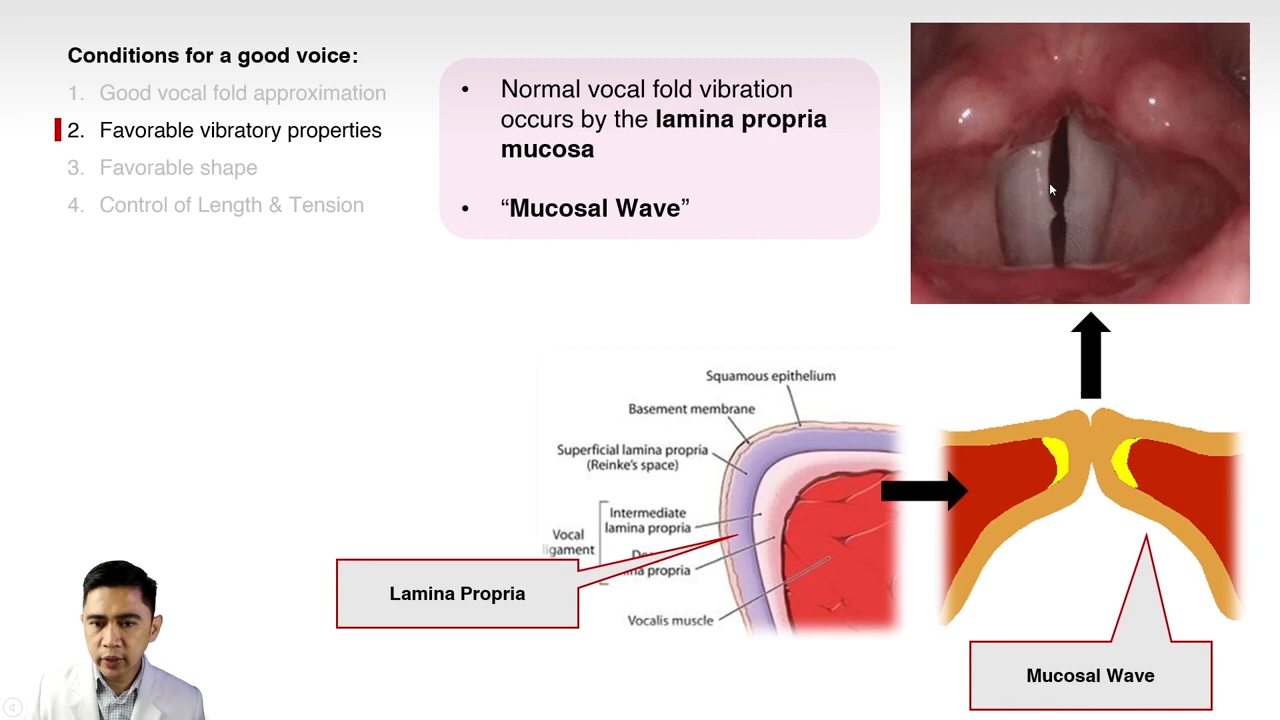 Conditions for a good voice:
1. Good vocal fold approximation
2. Favorable vibratory properties
3. Favorable shape
4. Control of Length & Tension
• Normal vocal fold vibration
occurs by the lamina propria
mucosa
• “Mucosal Wave”
Squamous epithelium
Basement membrane
Superficial lamina propria
(Reinke’s space)
Vocal
ligament
Intermediate
lamina propria
propria
Vocalis muscle
Lamina Propria
Mucosal Wave